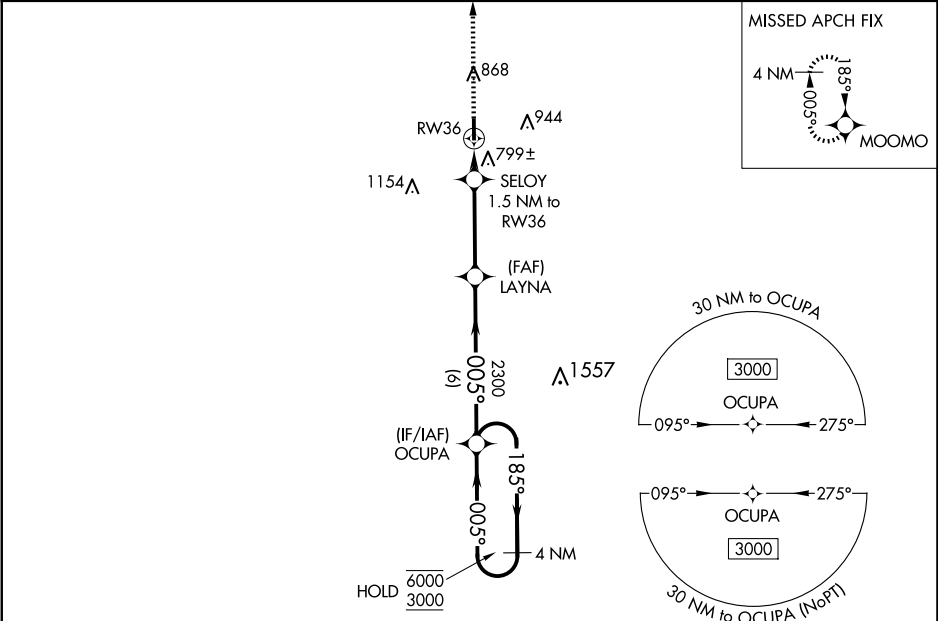 MISSED APCH FIX
4 NM
185°
005°
MOOMO
868
RW36
944
799±
1154
SELOY
1.5 NM to
RW36
(FAF)
LAYNA
2300
005°
(6)
1557
(IF/IAF)
OCUPA
185°
005°
4 NM
HOLD
6000
3000
30 NM to OCUPA
3000
OCUPA
095°
275°
095°
275°
OCUPA
3000
30 NM to OCUPA (NoPT)